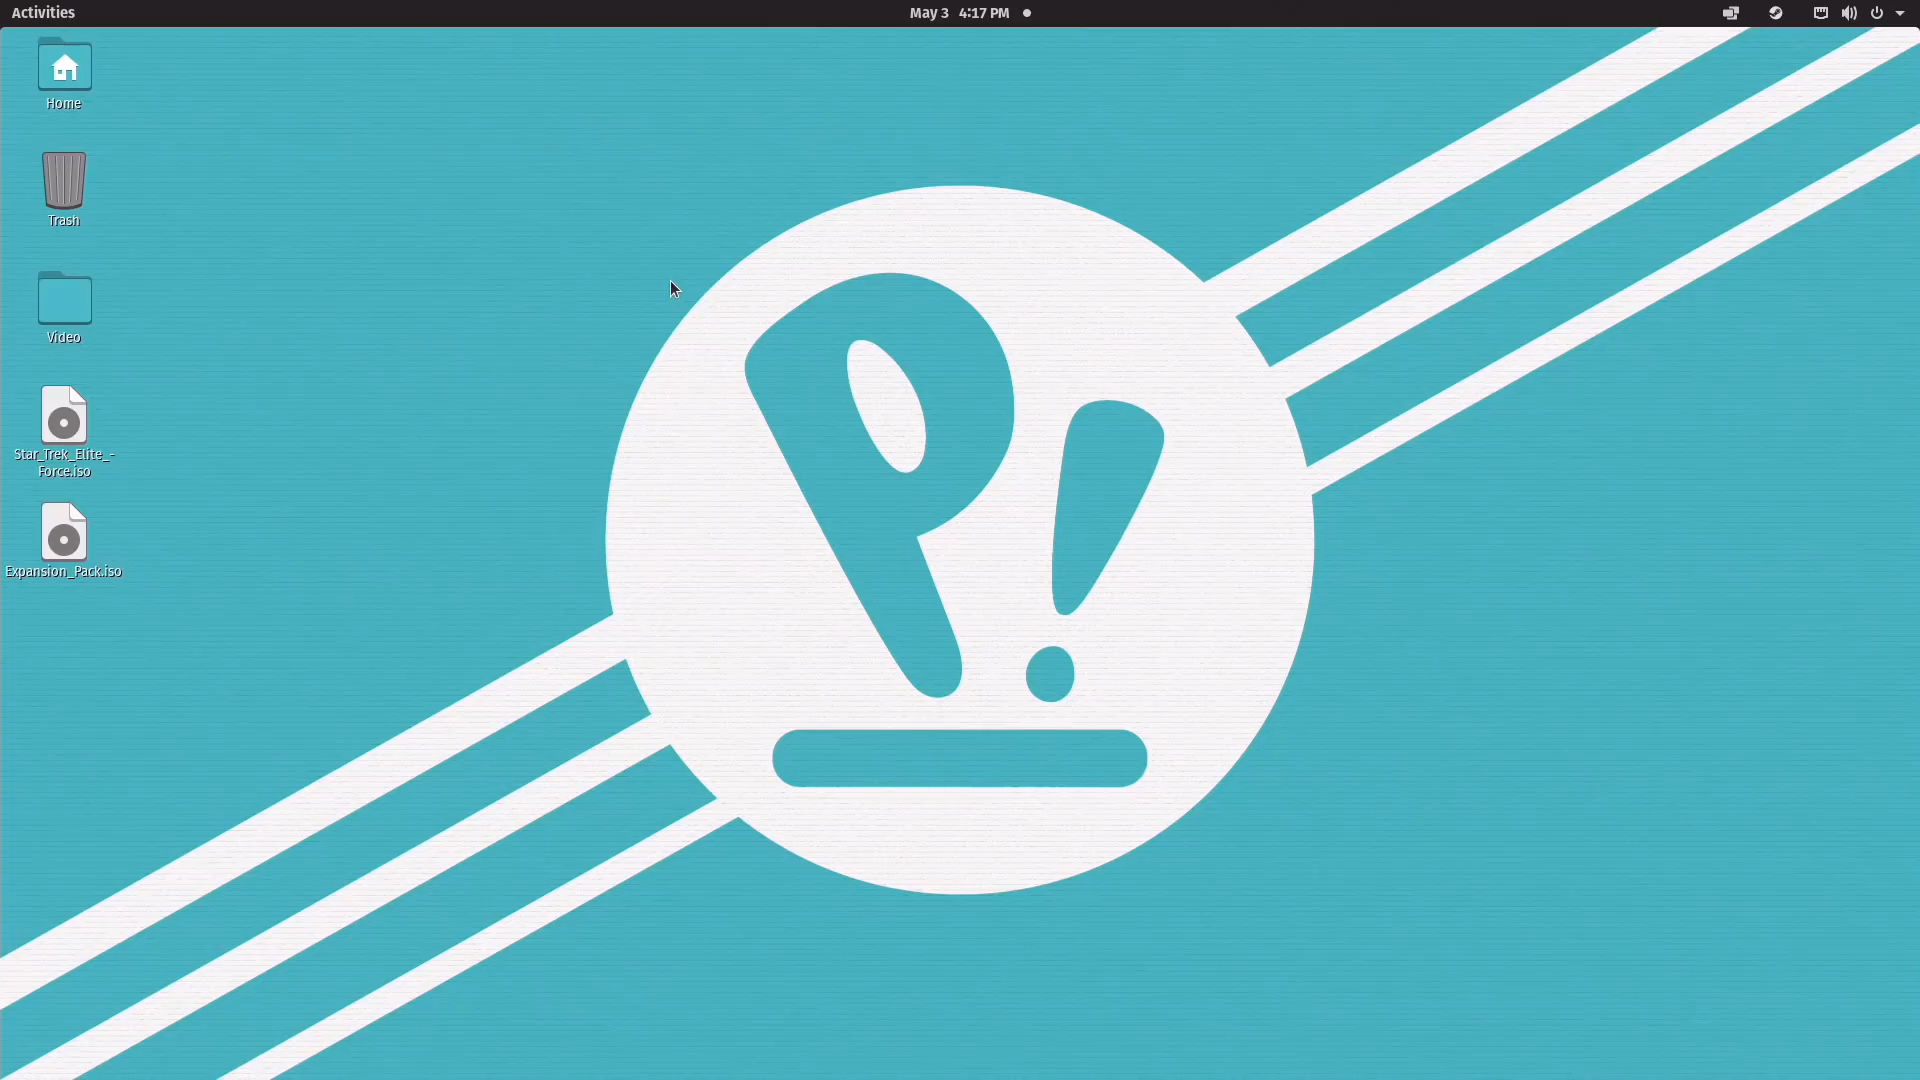 Activities
May 3 4:17 PM
Home
Trash
Video
Star_Trek_Elite_-
Force.iso
Expansion_Pack.iso
P!